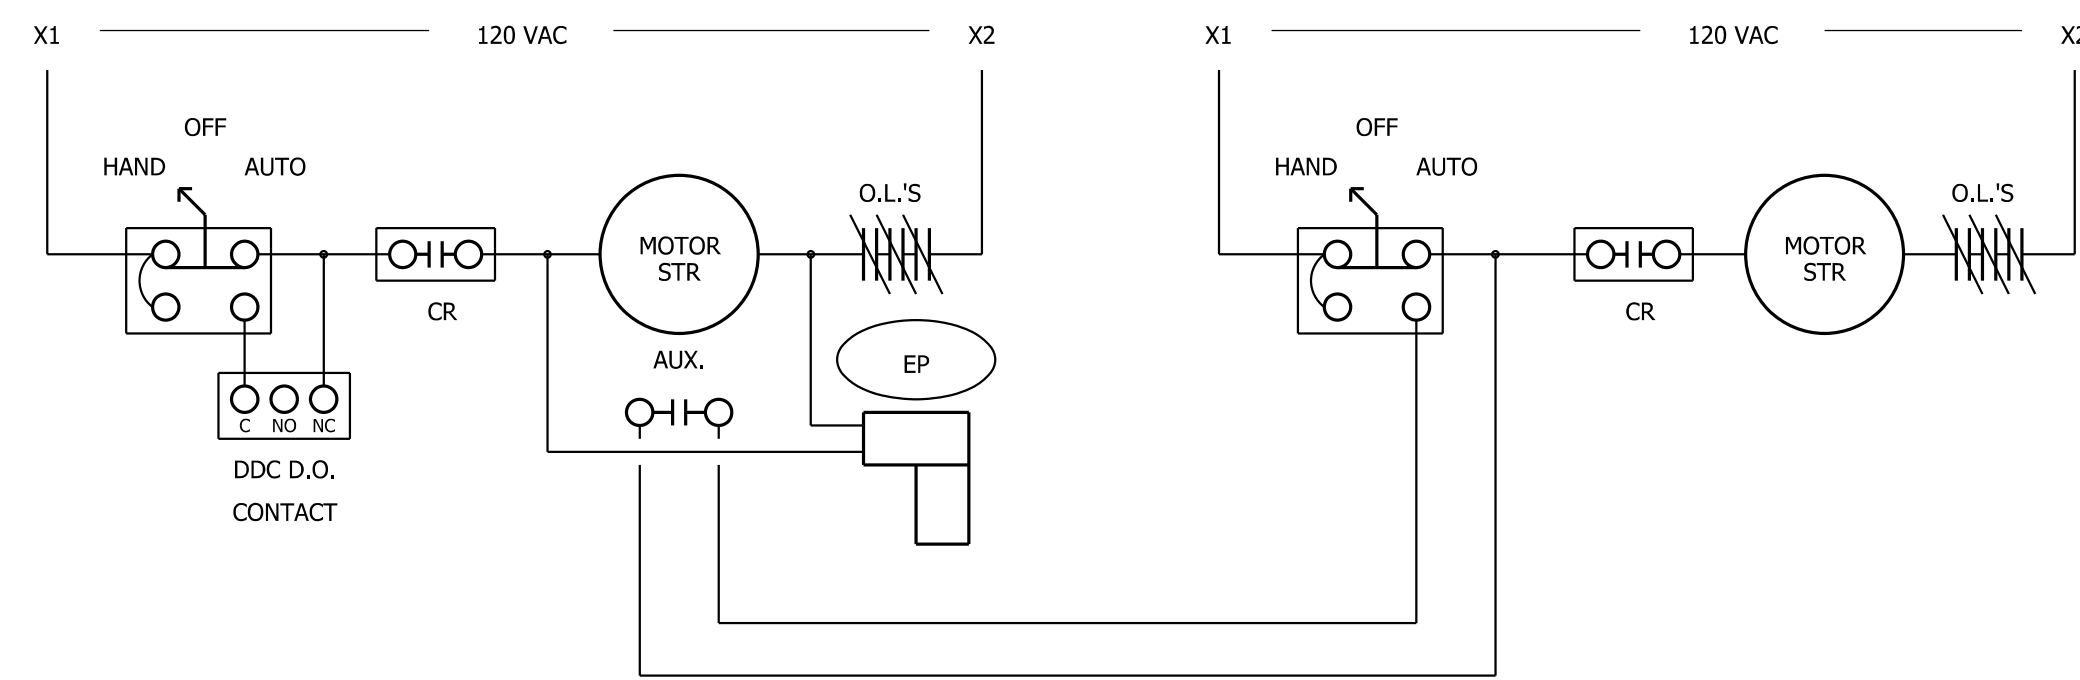 X1 120 VAC X2 X1 120 VAC X2
OFF OFF
HAND AUTO HAND AUTO
O.L.'S O.L.'S
MOTOR
STR
MOTOR
STR
CR CR
AUX.
EP
C NO NC
DDC D.O.
CONTACT